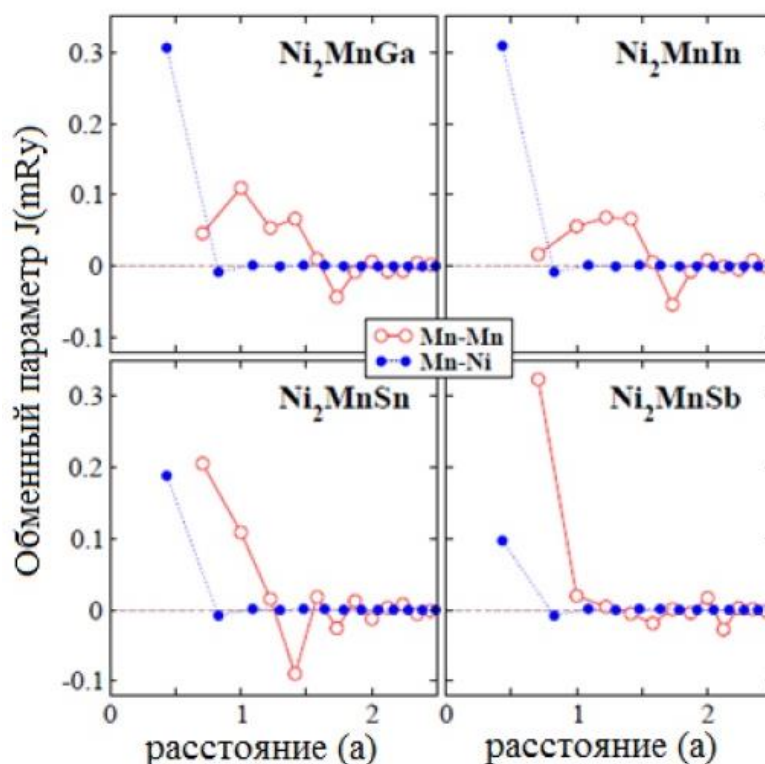 Обменный параметр J(mRy)
Ni₂MnGa
Ni₂MnIn
0.3
0.2
0.1
0
-0.1
Mn-Mn
Mn-Ni
Ni₂MnSn
Ni₂MnSb
0.3
0.2
0.1
0
-0.1
0 1 2 0 1 2
расстояние (a) расстояние (a)